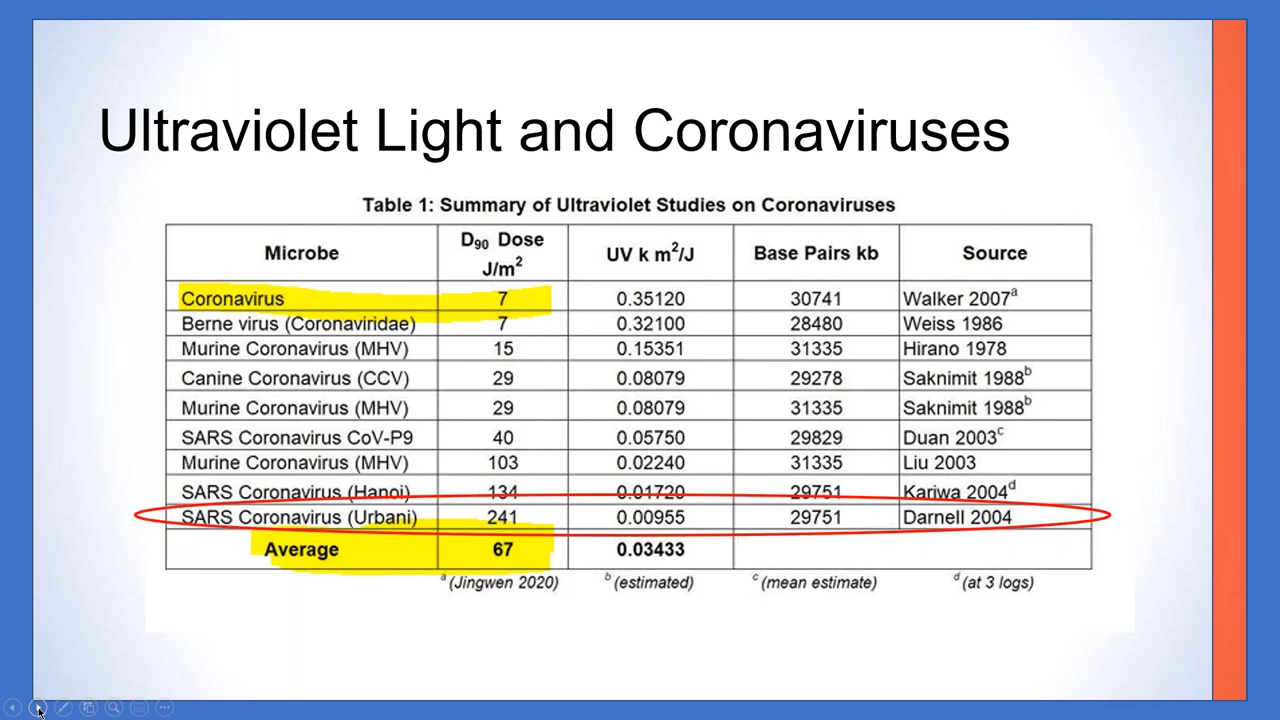 Ultraviolet Light and Coronaviruses
Table 1: Summary of Ultraviolet Studies on Coronaviruses
Microbe D90 Dose J/m2 UV k m2/J Base Pairs kb Source
Coronavirus 7 0.35120 30741 Walker 2007a
Berne virus (Coronaviridae) 7 0.32100 28480 Weiss 1986
Murine Coronavirus (MHV) 15 0.15351 31335 Hirano 1978
Canine Coronavirus (CCV) 29 0.08079 29278 Saknimit 1988b
Murine Coronavirus (MHV) 29 0.08079 31335 Saknimit 1988b
SARS Coronavirus CoV-P9 40 0.05750 29829 Duan 2003c
Murine Coronavirus (MHV) 103 0.02240 31335 Liu 2003
SARS Coronavirus (Hanoi) 134 0.01720 29751 Kariwa 2004d
SARS Coronavirus (Urbani) 241 0.00955 29751 Darnell 2004
Average 67 0.03433
a (Jingwen 2020) b (estimated) c (mean estimate) d (at 3 logs)